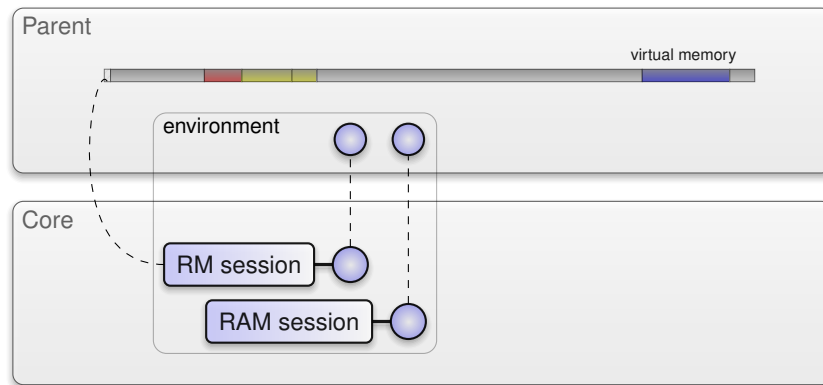 Parent
virtual memory
environment
Core
RM session
RAM session